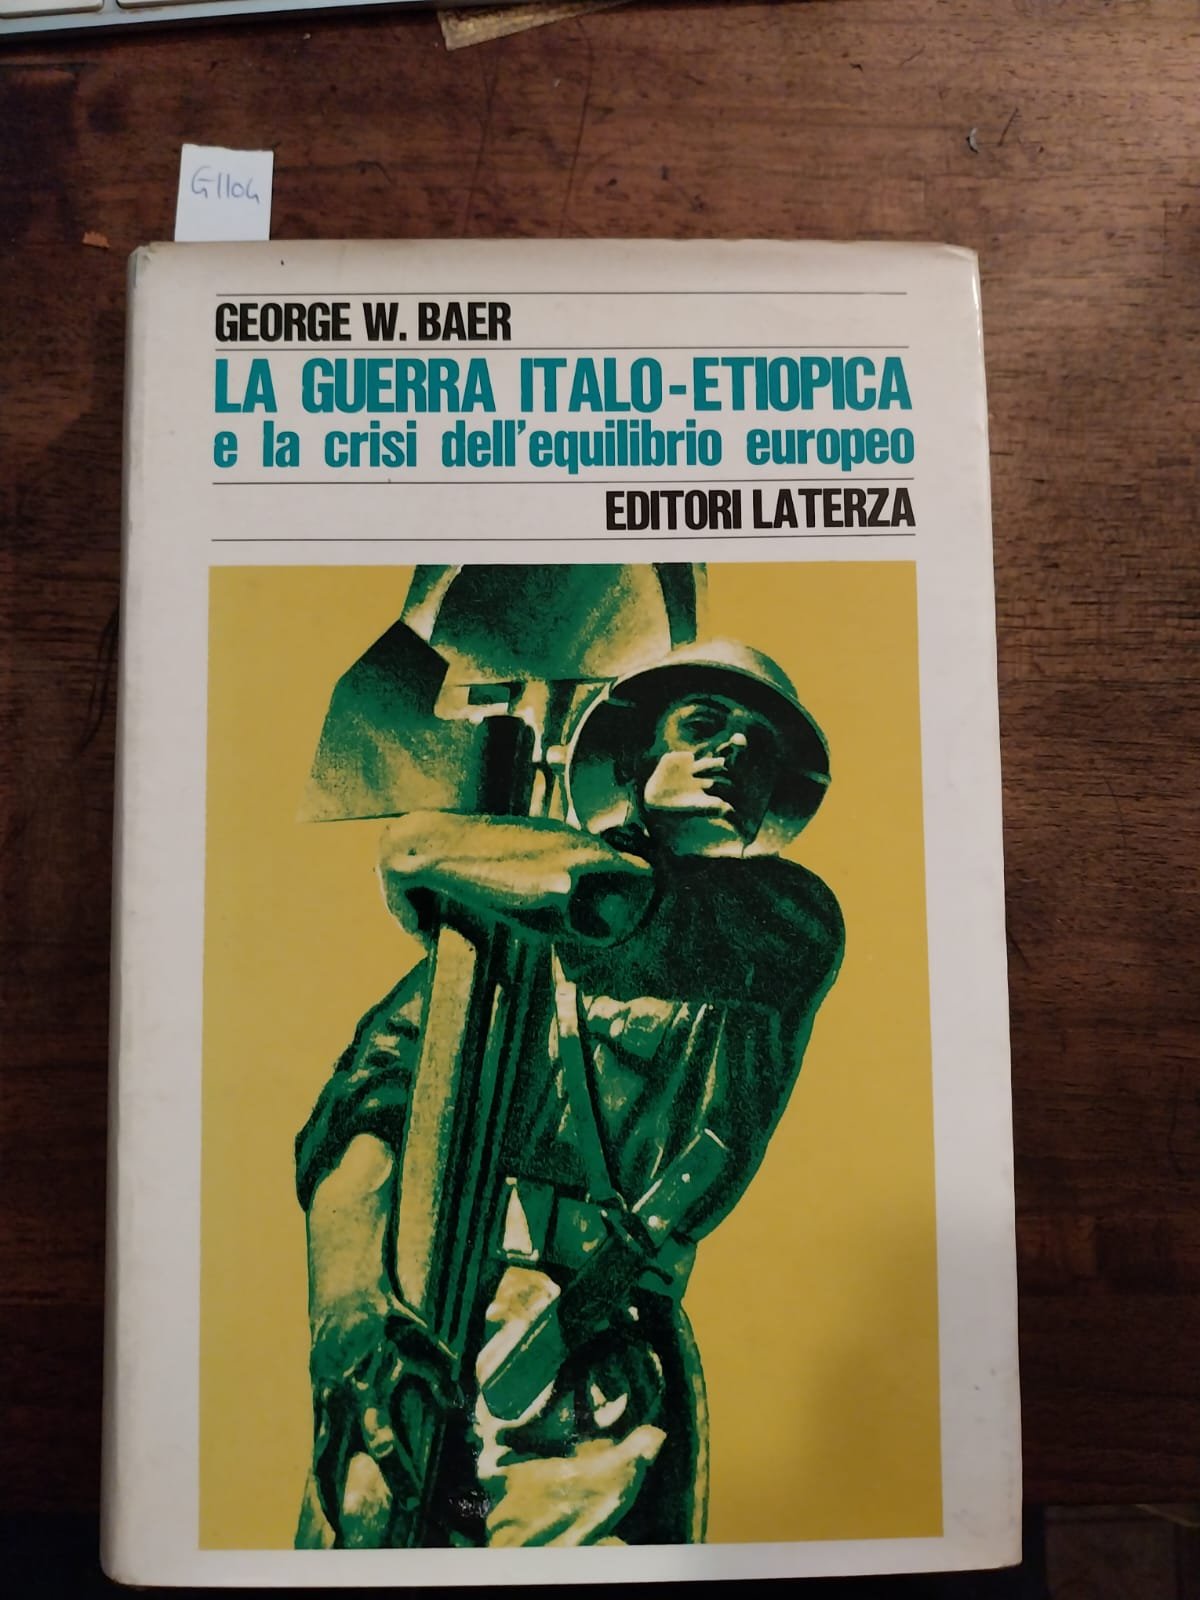 G1104
GEORGE W. BAER
LA GUERRA ITALO-ETIOPICA
e la crisi dell'equilibrio europeo
EDITORI LATERZA